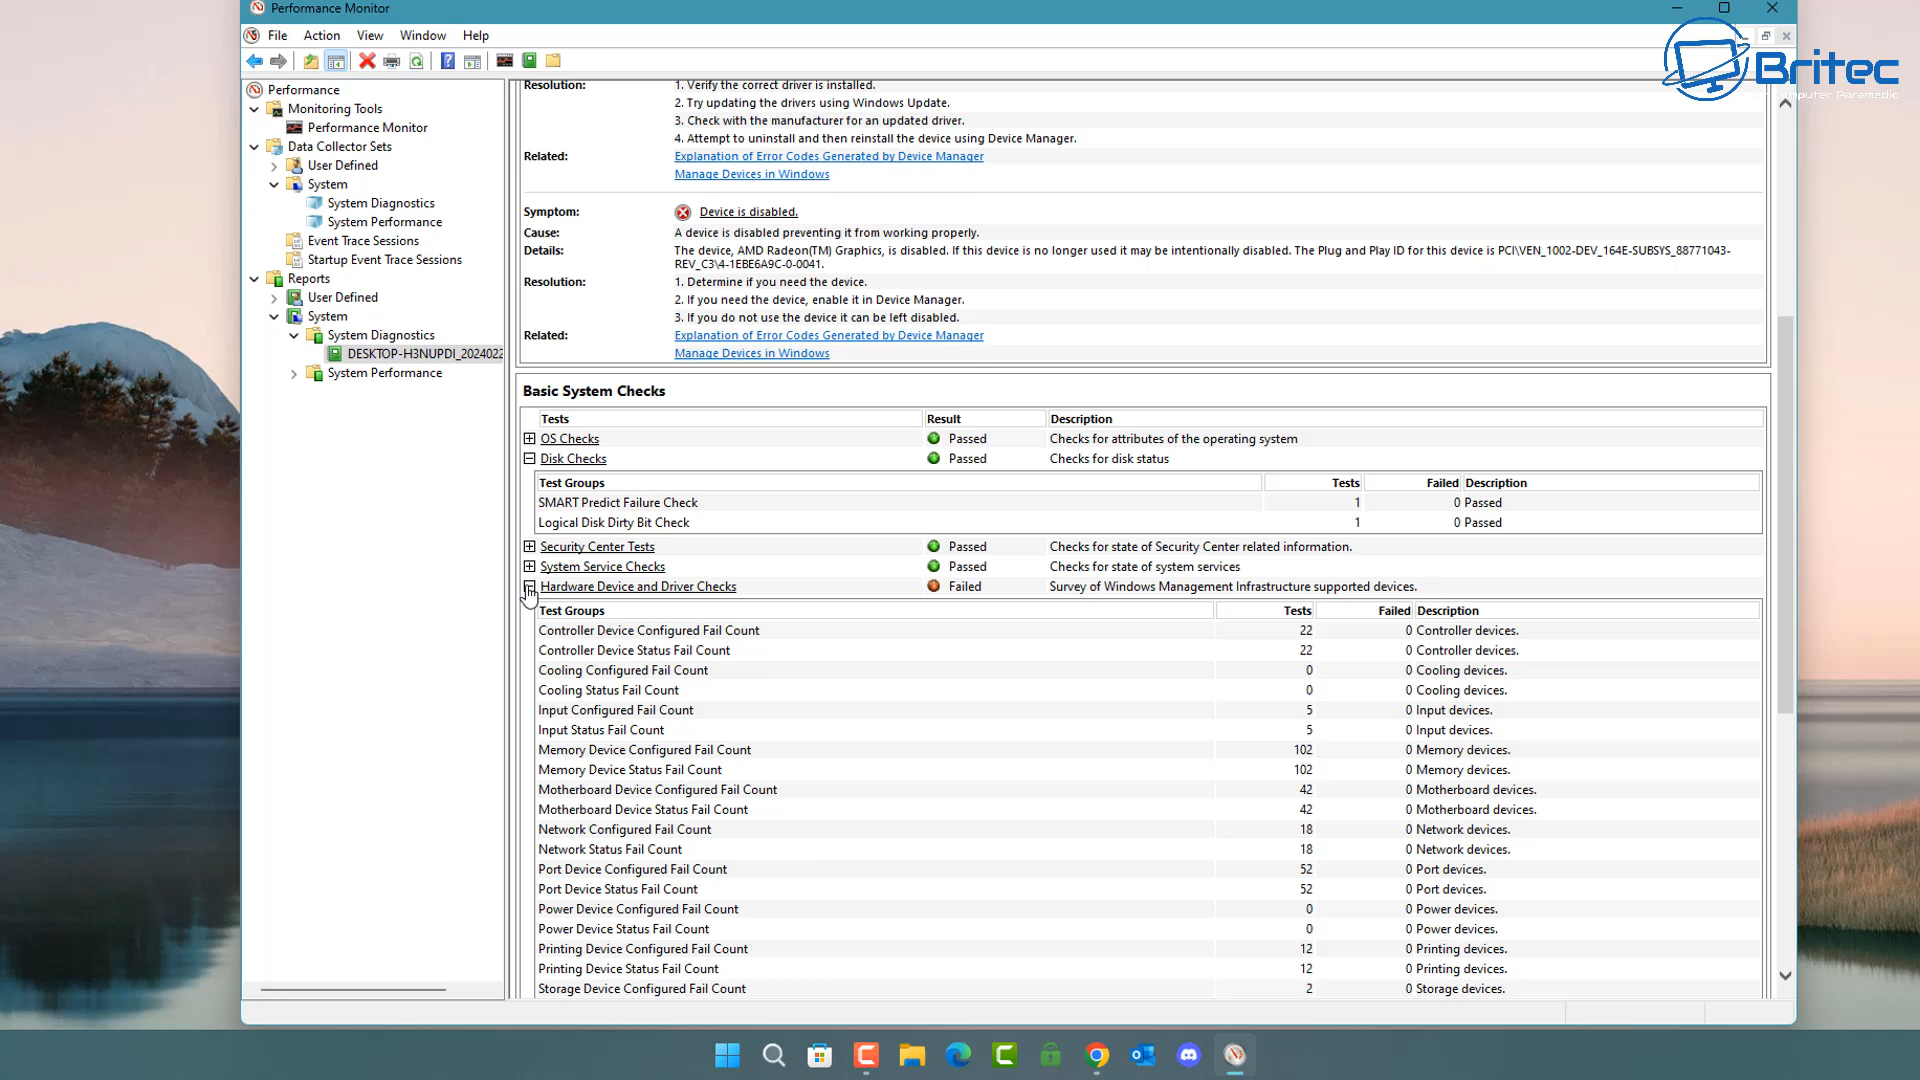 Performance Monitor
File Action View Window Help
Britec
Computer Paramedic
Performance
Monitoring Tools
Performance Monitor
Data Collector Sets
User Defined
System
System Diagnostics
System Performance
Event Trace Sessions
Startup Event Trace Sessions
Reports
User Defined
System
System Diagnostics
DESKTOP-H3NUPDI_2024022
System Performance
Resolution: 1. Verify the correct driver is installed.
2. Try updating the drivers using Windows Update.
3. Check with the manufacturer for an updated driver.
4. Attempt to uninstall and then reinstall the device using Device Manager.
Related: Explanation of Error Codes Generated by Device Manager
Manage Devices in Windows
Symptom: Device is disabled.
Cause: A device is disabled preventing it from working properly.
Details: The device, AMD Radeon(TM) Graphics, is disabled. If this device is no longer used it may be intentionally disabled. The Plug and Play ID for this device is PCI\VEN_1002-DEV_164E-SUBSYS_88771043-
REV_C3\4-1EBE6A9C-0-0041.
Resolution: 1. Determine if you need the device.
2. If you need the device, enable it in Device Manager.
3. If you do not use the device it can be left disabled.
Related: Explanation of Error Codes Generated by Device Manager
Manage Devices in Windows
Basic System Checks
Tests Result Description
OS Checks Passed Checks for attributes of the operating system
Disk Checks Passed Checks for disk status
Test Groups Tests Failed Description
SMART Predict Failure Check 1 0 Passed
Logical Disk Dirty Bit Check 1 0 Passed
Security Center Tests Passed Checks for state of Security Center related information.
System Service Checks Passed Checks for state of system services
Hardware Device and Driver Checks Failed Survey of Windows Management Infrastructure supported devices.
Test Groups Tests Failed Description
Controller Device Configured Fail Count 22 0 Controller devices.
Controller Device Status Fail Count 22 0 Controller devices.
Cooling Configured Fail Count 0 0 Cooling devices.
Cooling Status Fail Count 0 0 Cooling devices.
Input Configured Fail Count 5 0 Input devices.
Input Status Fail Count 5 0 Input devices.
Memory Device Configured Fail Count 102 0 Memory devices.
Memory Device Status Fail Count 102 0 Memory devices.
Motherboard Device Configured Fail Count 42 0 Motherboard devices.
Motherboard Device Status Fail Count 42 0 Motherboard devices.
Network Configured Fail Count 18 0 Network devices.
Network Status Fail Count 18 0 Network devices.
Port Device Configured Fail Count 52 0 Port devices.
Port Device Status Fail Count 52 0 Port devices.
Power Device Configured Fail Count 0 0 Power devices.
Power Device Status Fail Count 0 0 Power devices.
Printing Device Configured Fail Count 12 0 Printing devices.
Printing Device Status Fail Count 12 0 Printing devices.
Storage Device Configured Fail Count 2 0 Storage devices.